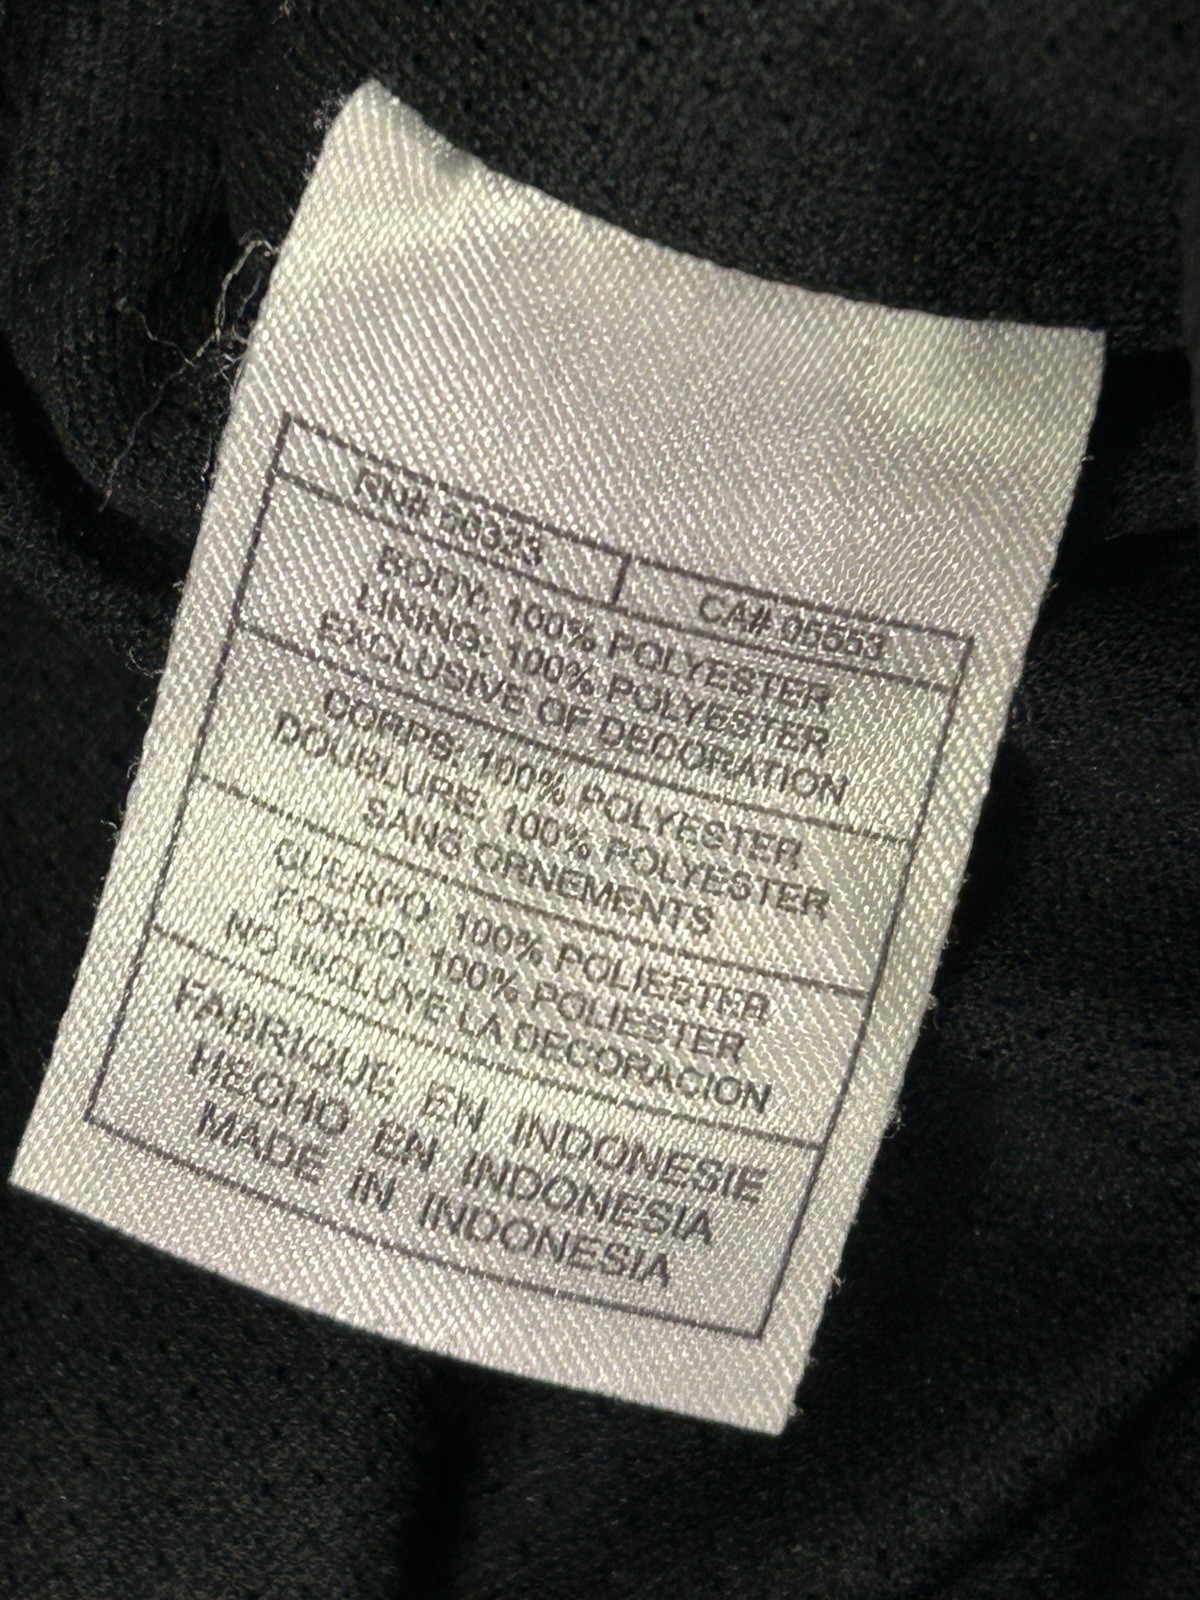 RN# 56323
CA# 05553
BODY: 100% POLYESTER
LINING: 100% POLYESTER
EXCLUSIVE OF DECORATION
CORPS: 100% POLYESTER
DOUBLURE: 100% POLYESTER
SANS ORNEMENTS
CUERPO: 100% POLIESTER
FORRO: 100% POLIESTER
NO INCLUYE LA DECORACION
FABRIQUE EN INDONESIE
HECHO EN INDONESIA
MADE IN INDONESIA